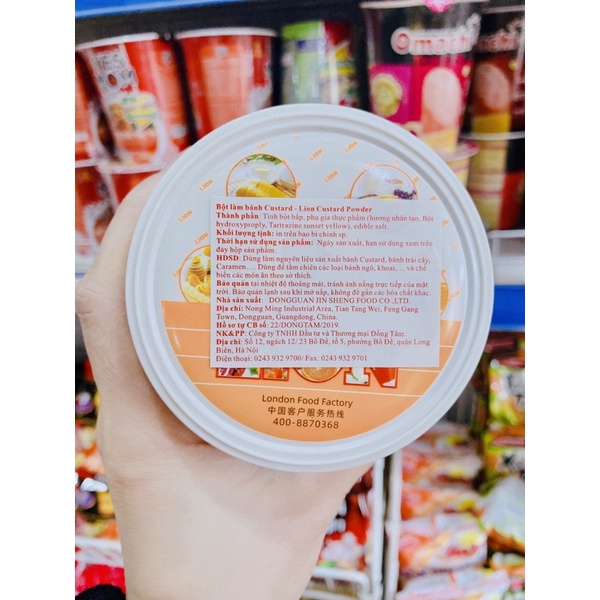 Omachi
LION
Bột làm bánh Custard - Lion Custard Powder
Thành phần: Tinh bột bắp, phụ gia thực phẩm (hương nhân tạo, Bột
hydroxyproply, Tartrazine sunset yellow), edible salt.
Khối lượng tịnh: in trên bao bì chính sp.
Thời hạn sử dụng sản phẩm: Ngày sản xuất, hạn sử dụng xem trên
đáy hộp sản phẩm.
HDSD: Dùng làm nguyên liệu sản xuất bánh Custard, bánh trái cây,
Caramen…. Dùng để tẩm chiên các loại bánh ngô, khoai…. và chế
biến các món ăn theo sở thích.
Bảo quản tại nhiệt độ thoáng mát, tránh ánh nắng trực tiếp của mặt
trời. Bảo quản lạnh sau khi mở nắp, không để gần các hóa chất khác.
Nhà sản xuất: DONGGUAN JIN SHENG FOOD CO .,LTD.
Địa chỉ: Nong Ming Industrial Area, Tian Tang Wei, Feng Gang
Town, Dongguan, Guangdong, China.
Hồ sơ tự CB số: 22/DONGTAM/2019.
NK&PP: Công ty TNHH Đầu tư và Thương mại Đồng Tâm.
Địa chỉ: Số 12, ngách 12/ 23 Bồ Đề, tổ 5, phường Bồ Đề, quận Long
Biên, Hà Nội
Điện thoại: 0243 932 9700/ Fax: 0243 932 9701
London Food Factory
中国客户服务热线
400-8870368